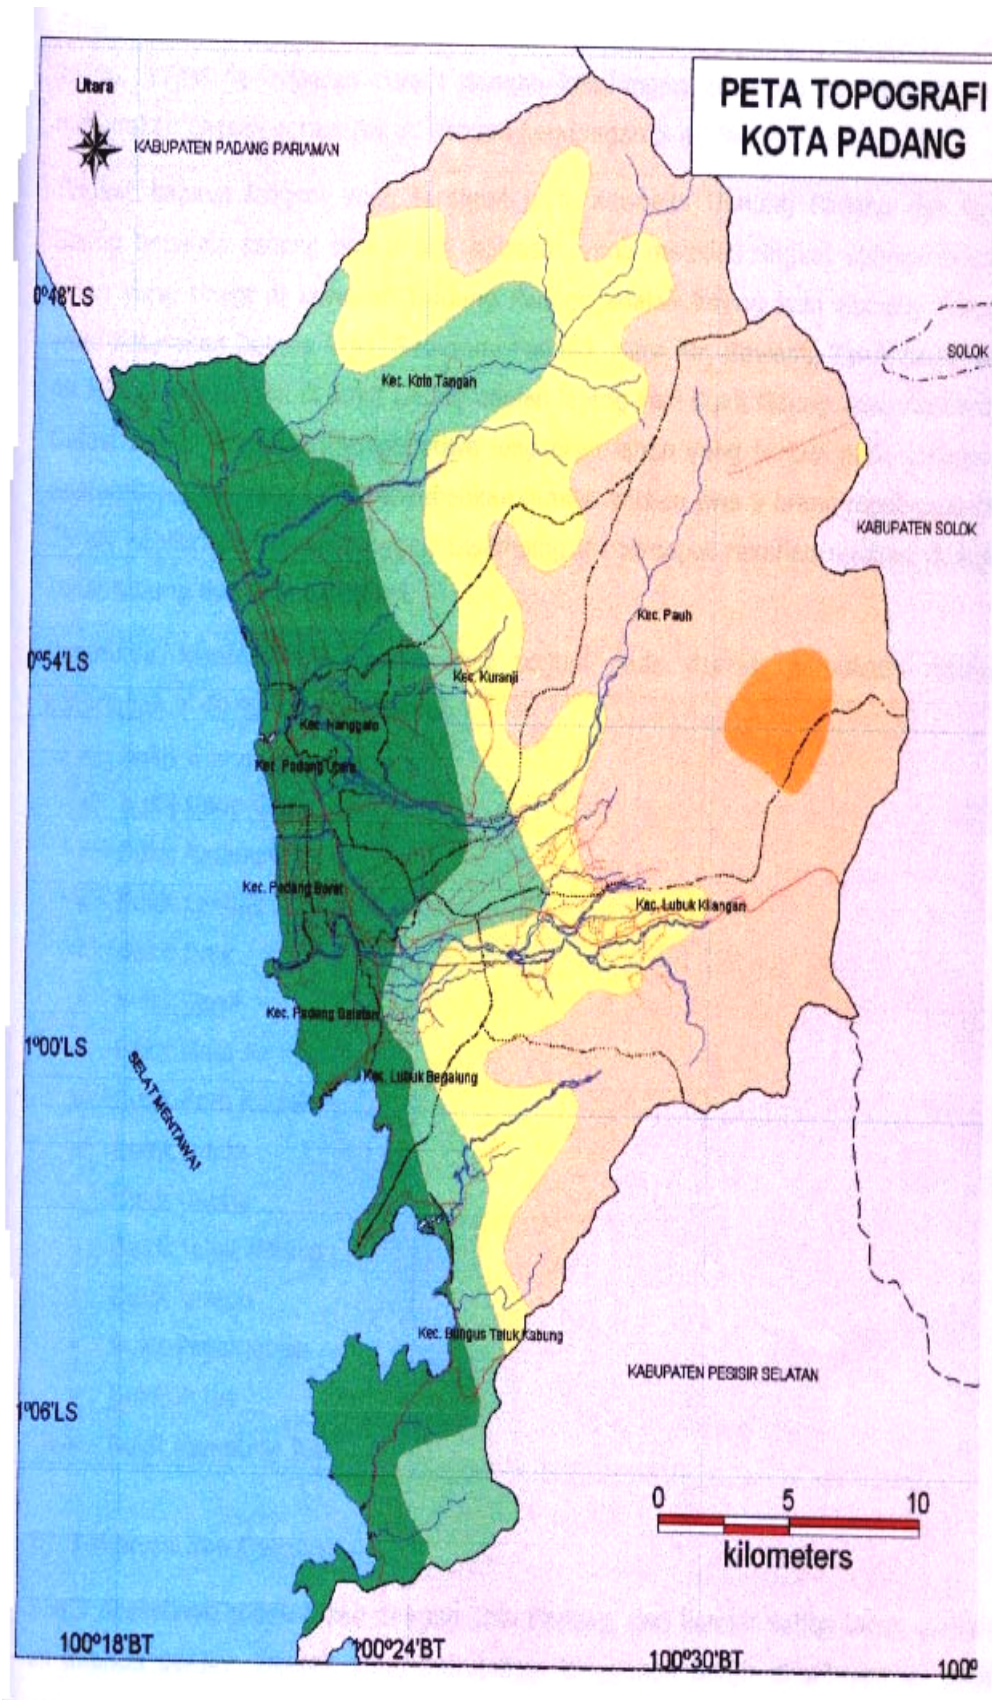 PETA TOPOGRAFI
KOTA PADANG
Utara
KABUPATEN PADANG PARIAMAN
0°48'LS
SOLOK
Kec. Koto Tangah
KABUPATEN SOLOK
Kec. Pauh
0°54'LS
Kec. Kuranji
Kec. Nanggalo
Kec. Padang Utara
Kec. Padang Barat
Kec. Lubuk Kilangan
Kec. Padang Selatan
1°00'LS
SELAT MENTAWAI
Kec. Lubuk Begalung
Kec. Bungus Teluk Kabung
KABUPATEN PESISIR SELATAN
1°06'LS
0 5 10
kilometers
100°18'BT 100°24'BT 100°30'BT 100°